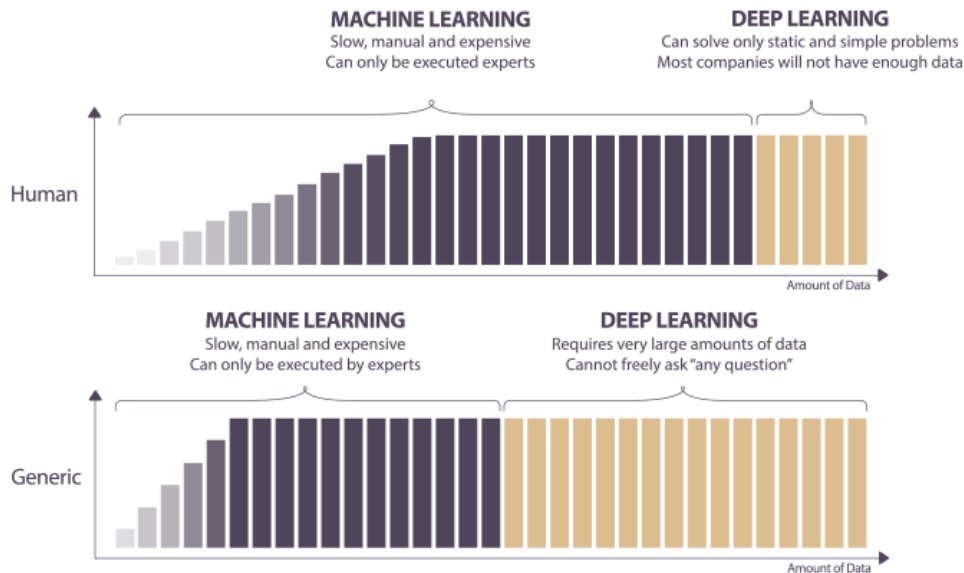 MACHINE LEARNING
Slow, manual and expensive
Can only be executed experts
DEEP LEARNING
Can solve only static and simple problems
Most companies will not have enough data
Human
Amount of Data
MACHINE LEARNING
Slow, manual and expensive
Can only be executed by experts
DEEP LEARNING
Requires very large amounts of data
Cannot freely ask “any question”
Generic
Amount of Data